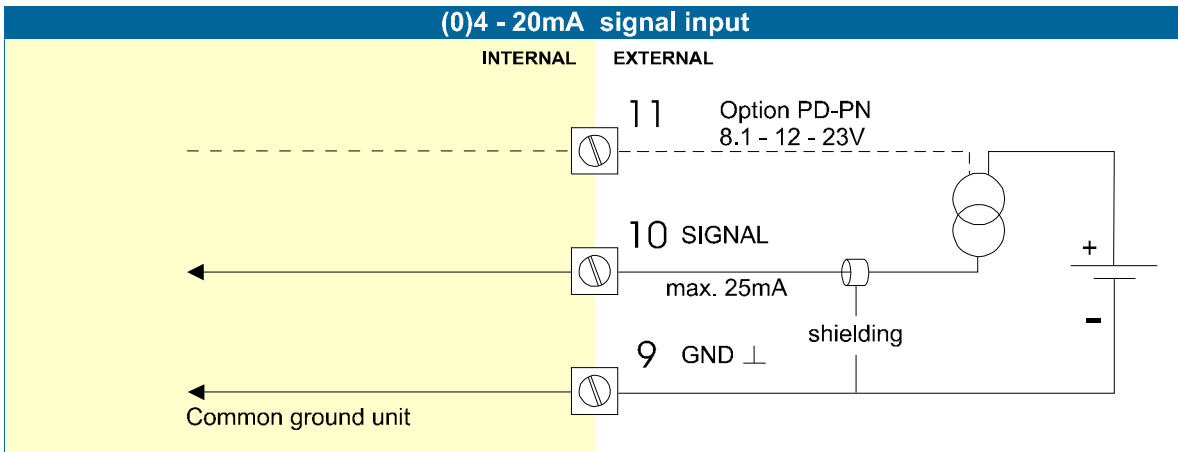 (0)4 - 20mA signal input
INTERNAL EXTERNAL
11 Option PD-PN
8.1 - 12 - 23V
10 SIGNAL
max. 25mA
+
-
shielding
9 GND ⊥
Common ground unit